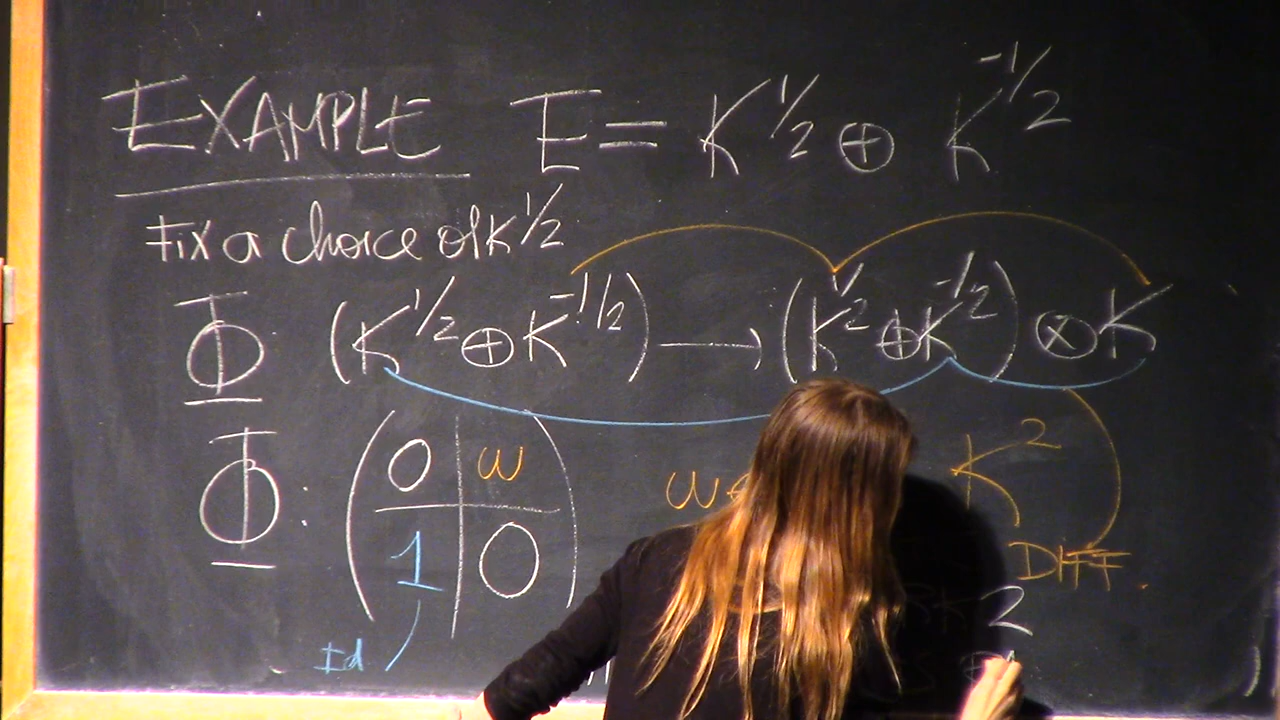 EXAMPLE E = K^{1/2} ⊕ K^{-1/2}
Fix a choice of K^{1/2}
Φ (K^{1/2} ⊕ K^{-1/2}) → (K^{1/2} ⊕ K^{-1/2}) ⊗ K
Φ : ( 0 | ω
1 | 0 )
ω K^2
DIFF.
2
Id